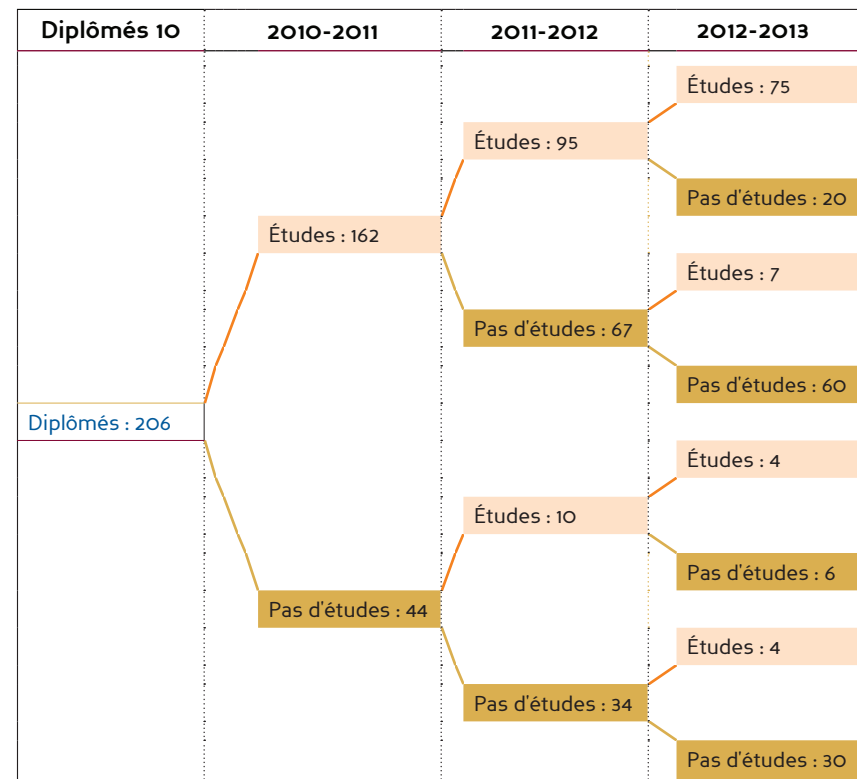 Diplômés 10 2010-2011 2011-2012 2012-2013
Études : 75
Études : 95
Pas d'études : 20
Études : 162
Études : 7
Pas d'études : 67
Pas d'études : 60
Diplômés : 206
Études : 4
Études : 10
Pas d'études : 6
Pas d'études : 44
Études : 4
Pas d'études : 34
Pas d'études : 30